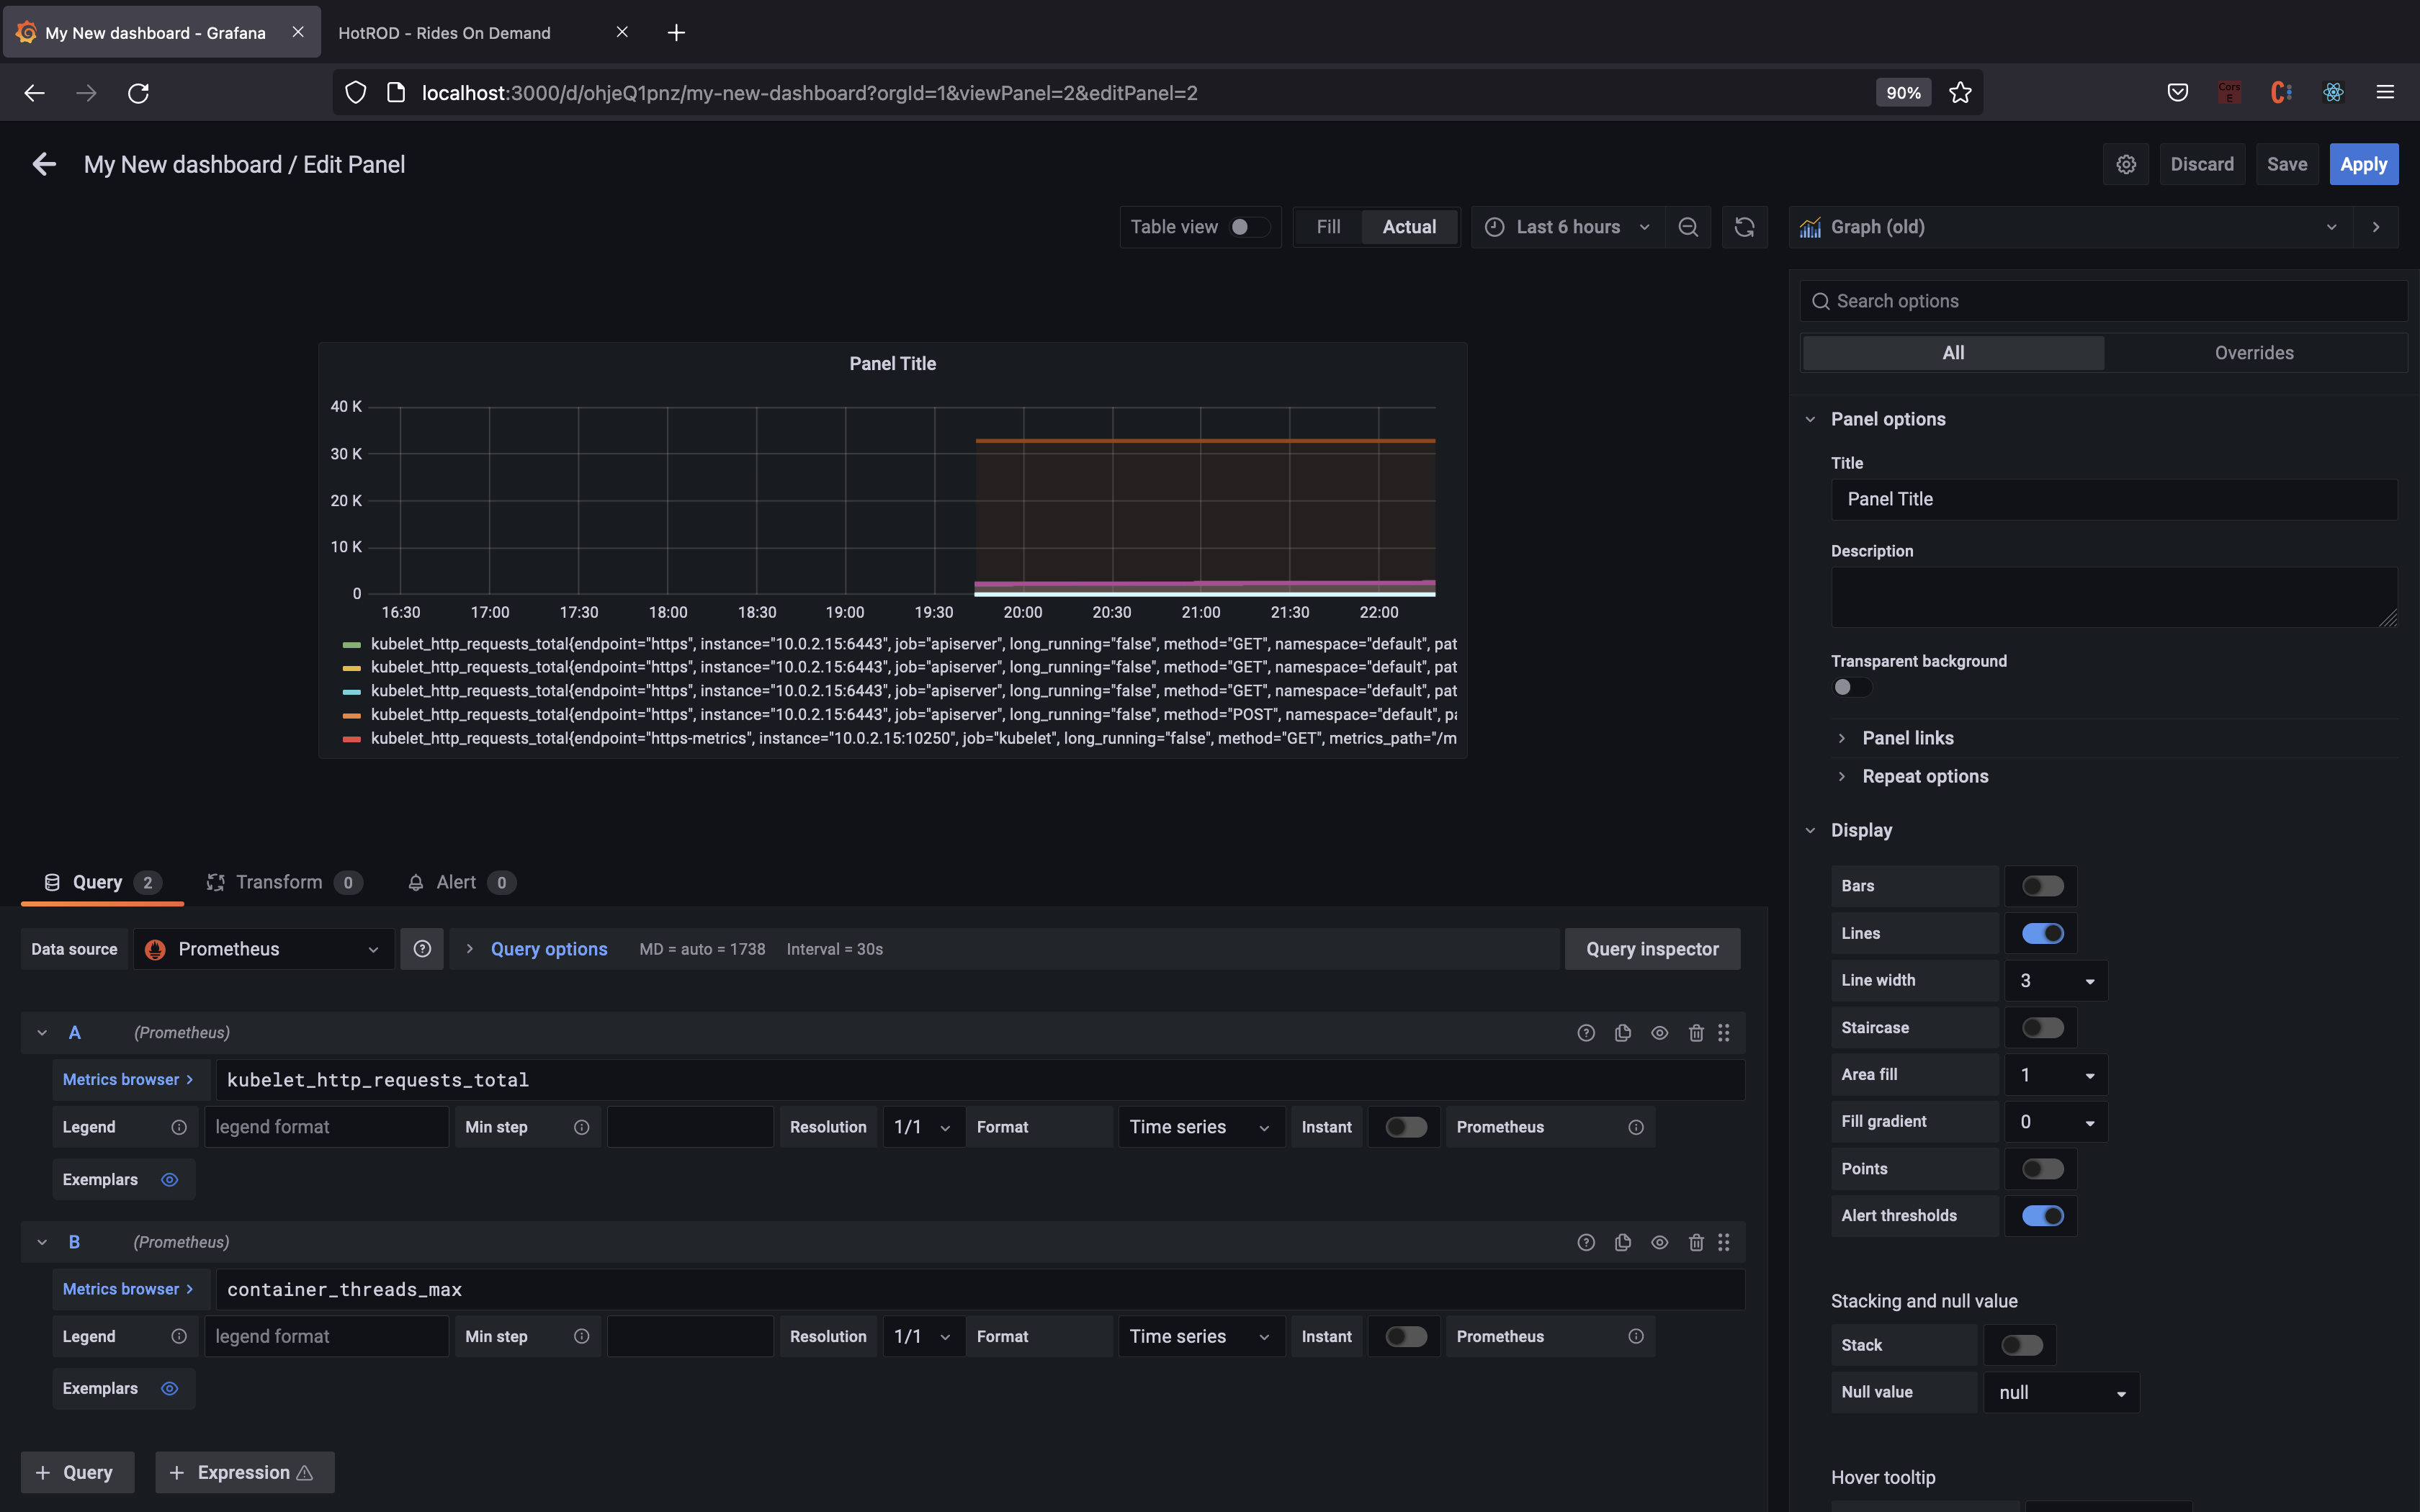 My New dashboard - Grafana
HotROD - Rides On Demand
localhost:3000/d/ohjeQ1pnz/my-new-dashboard?orgId=1&viewPanel=2&editPanel=2
90%
Cors
E
My New dashboard / Edit Panel
Discard
Save
Apply
Table view
Fill
Actual
Last 6 hours
Graph (old)
Search options
All
Overrides
Panel Title
40 K
30 K
20 K
10 K
0
16:30 17:00 17:30 18:00 18:30 19:00 19:30 20:00 20:30 21:00 21:30 22:00
kubelet_http_requests_total{endpoint="https", instance="10.0.2.15:6443", job="apiserver", long_running="false", method="GET", namespace="default", pat
kubelet_http_requests_total{endpoint="https", instance="10.0.2.15:6443", job="apiserver", long_running="false", method="GET", namespace="default", pat
kubelet_http_requests_total{endpoint="https", instance="10.0.2.15:6443", job="apiserver", long_running="false", method="GET", namespace="default", pat
kubelet_http_requests_total{endpoint="https", instance="10.0.2.15:6443", job="apiserver", long_running="false", method="POST", namespace="default", pa
kubelet_http_requests_total{endpoint="https-metrics", instance="10.0.2.15:10250", job="kubelet", long_running="false", method="GET", metrics_path="/m
Panel options
Title
Panel Title
Description
Transparent background
Panel links
Repeat options
Display
Bars
Lines
Line width 3
Staircase
Area fill 1
Fill gradient 0
Points
Alert thresholds
Stacking and null value
Stack
Null value null
Hover tooltip
Query 2
Transform 0
Alert 0
Data source
Prometheus
Query options
MD = auto = 1738
Interval = 30s
Query inspector
A (Prometheus)
Metrics browser > kubelet_http_requests_total
Legend legend format Min step Resolution 1/1 Format Time series Instant Prometheus
Exemplars
B (Prometheus)
Metrics browser > container_threads_max
Legend legend format Min step Resolution 1/1 Format Time series Instant Prometheus
Exemplars
+ Query
+ Expression